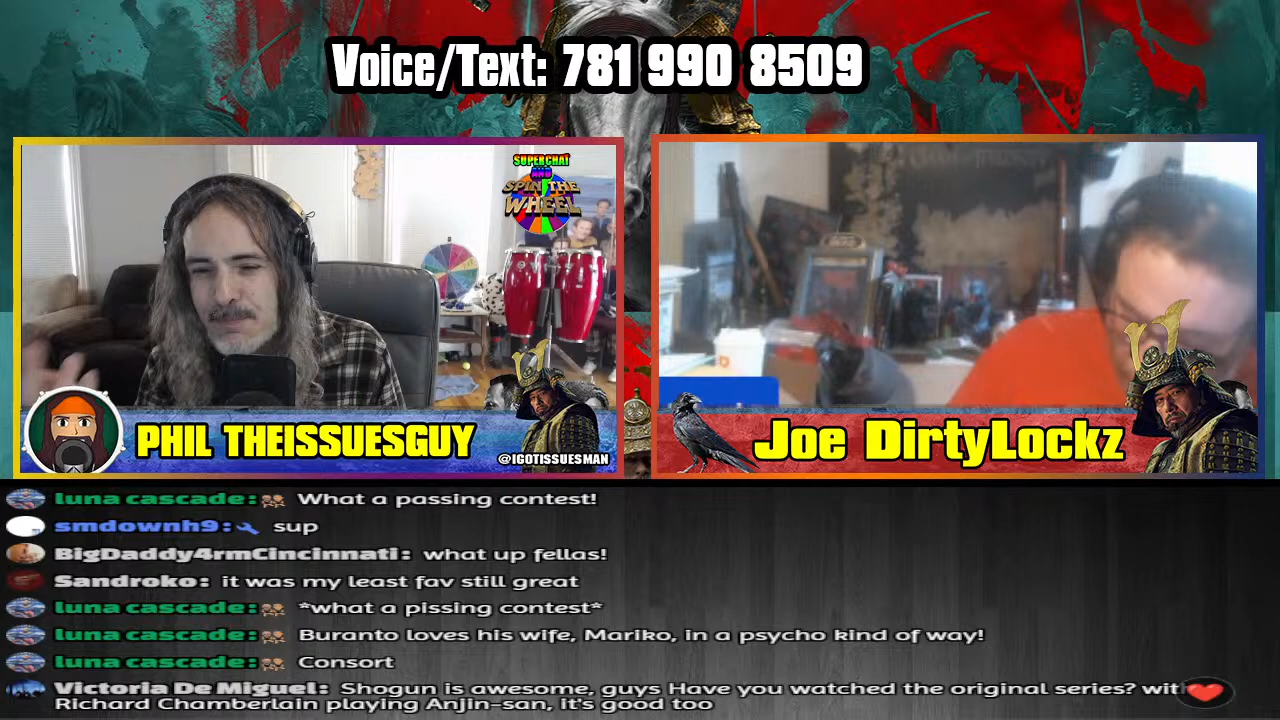 Voice/Text: 781 990 8509
SUPERCHAT
AND
SPIN THE
WHEEL
PHIL THEISSUESGUY
@IGOTISSUESMAN
Joe DirtyLockz
luna cascade: What a passing contest!
smdownh9: sup
BigDaddy4rmCincinnati: what up fellas!
Sandroko: it was my least fav still great
luna cascade: *what a pissing contest*
luna cascade: Buranto loves his wife, Mariko, in a psycho kind of way!
luna cascade: Consort
Victoria De Miguel: Shogun is awesome, guys Have you watched the original series? with
Richard Chamberlain playing Anjin-san, it's good too